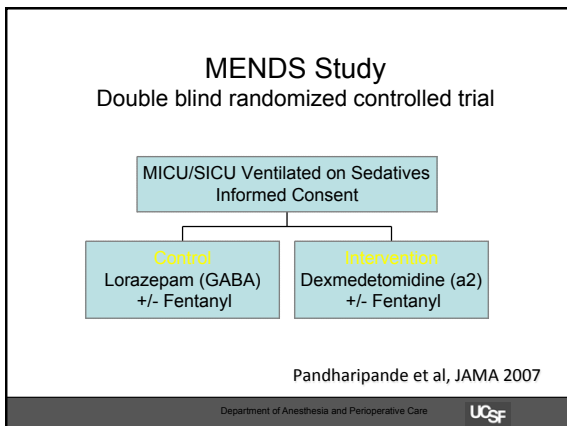 MENDS Study
Double blind randomized controlled trial
MICU/SICU Ventilated on Sedatives
Informed Consent
Control
Lorazepam (GABA)
+/- Fentanyl
Intervention
Dexmedetomidine (a2)
+/- Fentanyl
Pandharipande et al, JAMA 2007
Department of Anesthesia and Perioperative Care
UCSF